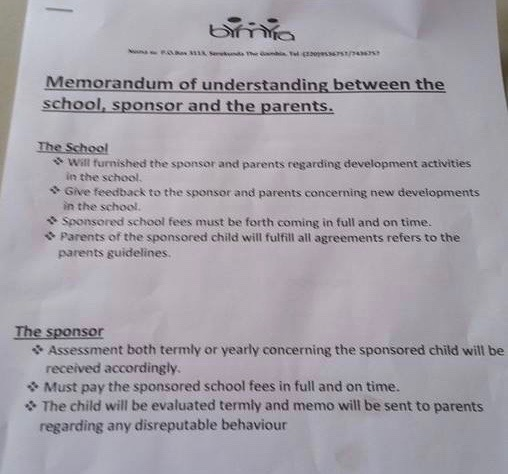 bymia
P.O.Box 3113, Serekunda The Gambia, Tel
Memorandum of understanding between the
school, sponsor and the parents.
The School
❖ Will furnished the sponsor and parents regarding development activities
in the school.
❖ Give feedback to the sponsor and parents concerning new developments
in the school.
❖ Sponsored school fees must be forth coming in full and on time.
❖ Parents of the sponsored child will fulfill all agreements refers to the
parents guidelines.
The sponsor
❖ Assessment both termly or yearly concerning the sponsored child will be
received accordingly.
❖ Must pay the sponsored school fees in full and on time.
❖ The child will be evaluated termly and memo will be sent to parents
regarding any disreputable behaviour